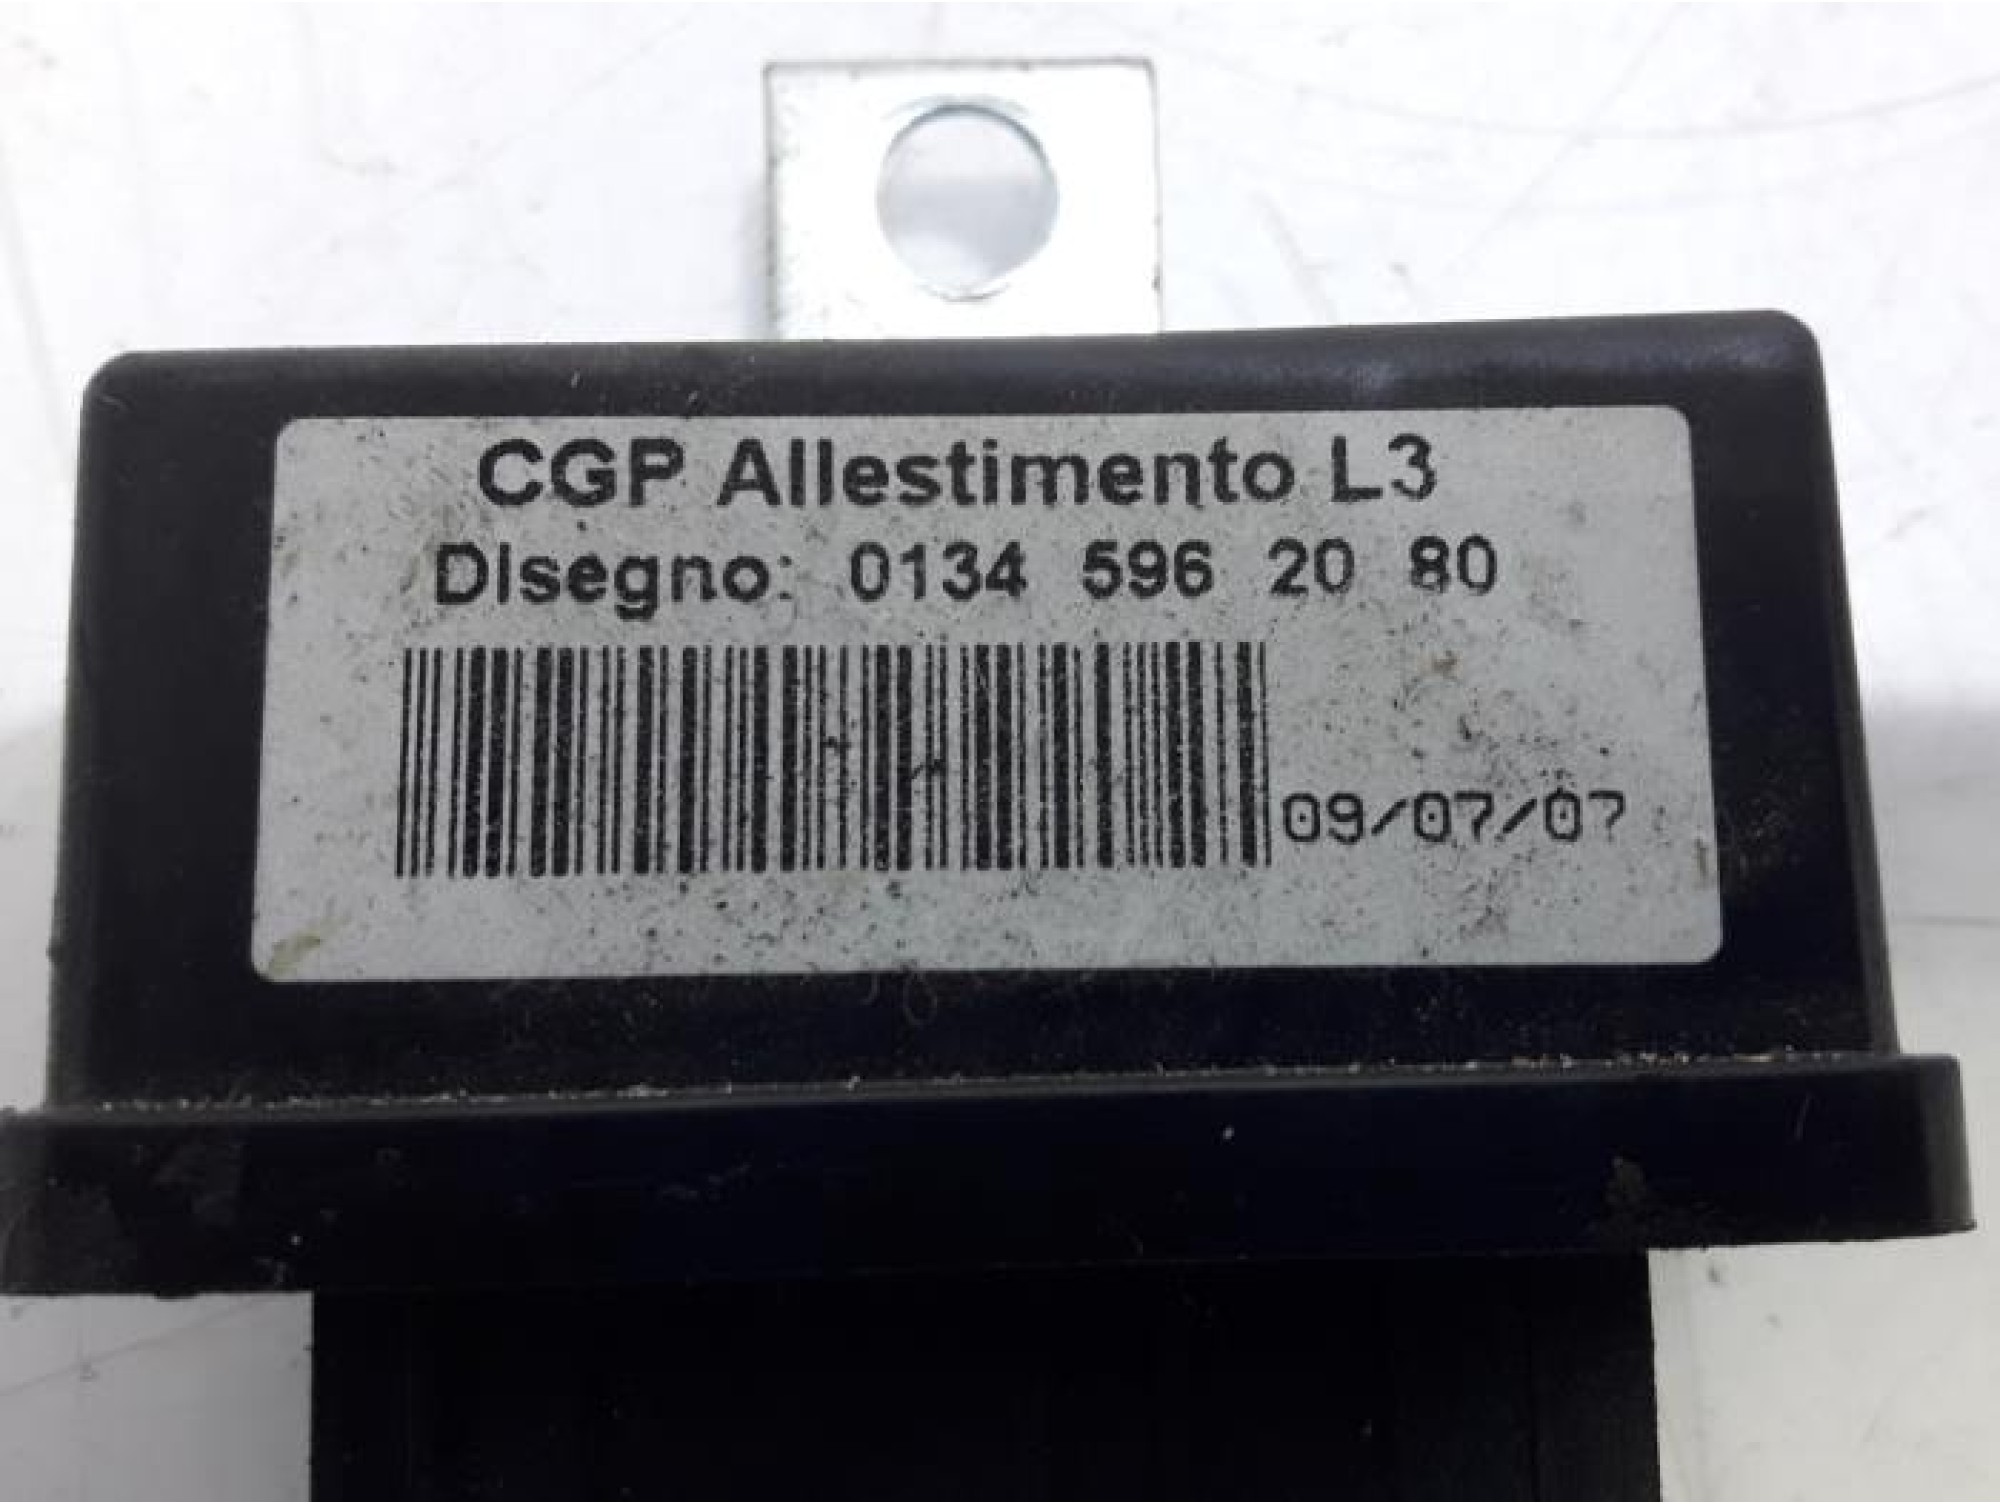 CGP Allestimento L3
Disegno: 0134 596 20 80
09/07/07